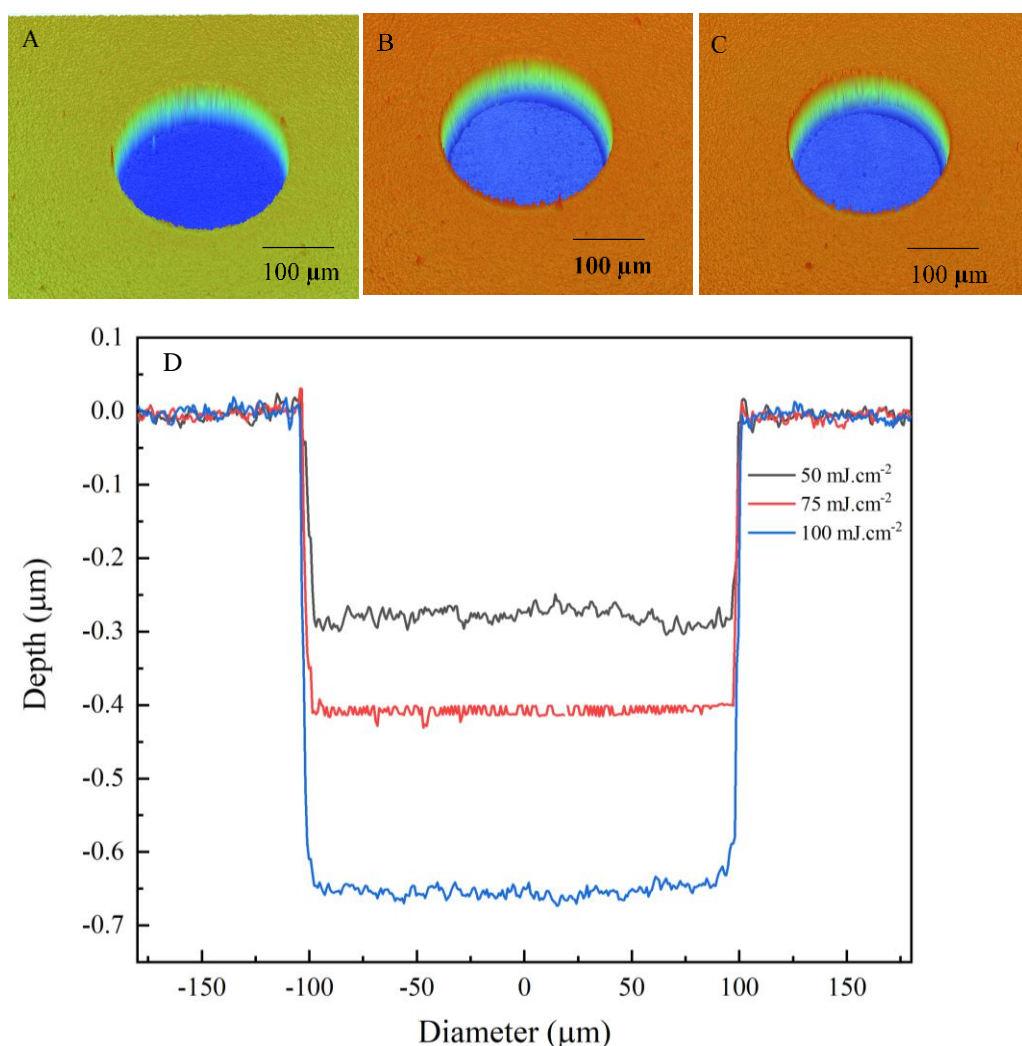 A
B
C
100 µm
100 µm
100 µm
D
0.1
0.0
-0.1
-0.2
-0.3
-0.4
-0.5
-0.6
-0.7
Depth (µm)
50 mJ.cm⁻²
75 mJ.cm⁻²
100 mJ.cm⁻²
-150
-100
-50
0
50
100
150
Diameter (µm)